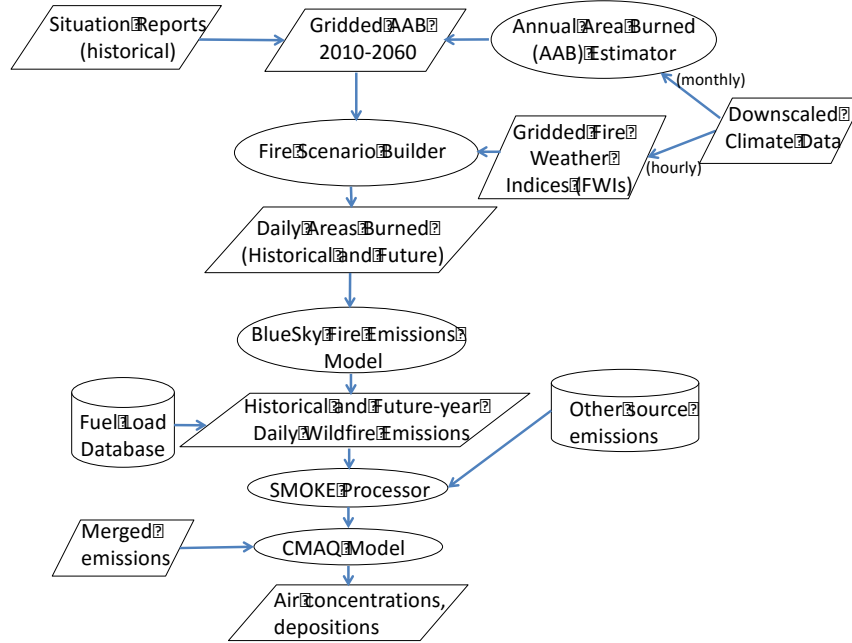 Situation Reports
(historical)
Gridded AAB
2010-2060
Annual Area Burned
(AAB) Estimator
(monthly)
Downscaled
Climate Data
(hourly)
Gridded Fire
Weather
Indices (FWIs)
Fire Scenario Builder
Daily Areas Burned
(Historical and Future)
BlueSky Fire Emissions
Model
Fuel Load
Database
Historical and Future-year
Daily Wildfire Emissions
Other source
emissions
SMOKE Processor
Merged
emissions
CMAQ Model
Air concentrations,
depositions